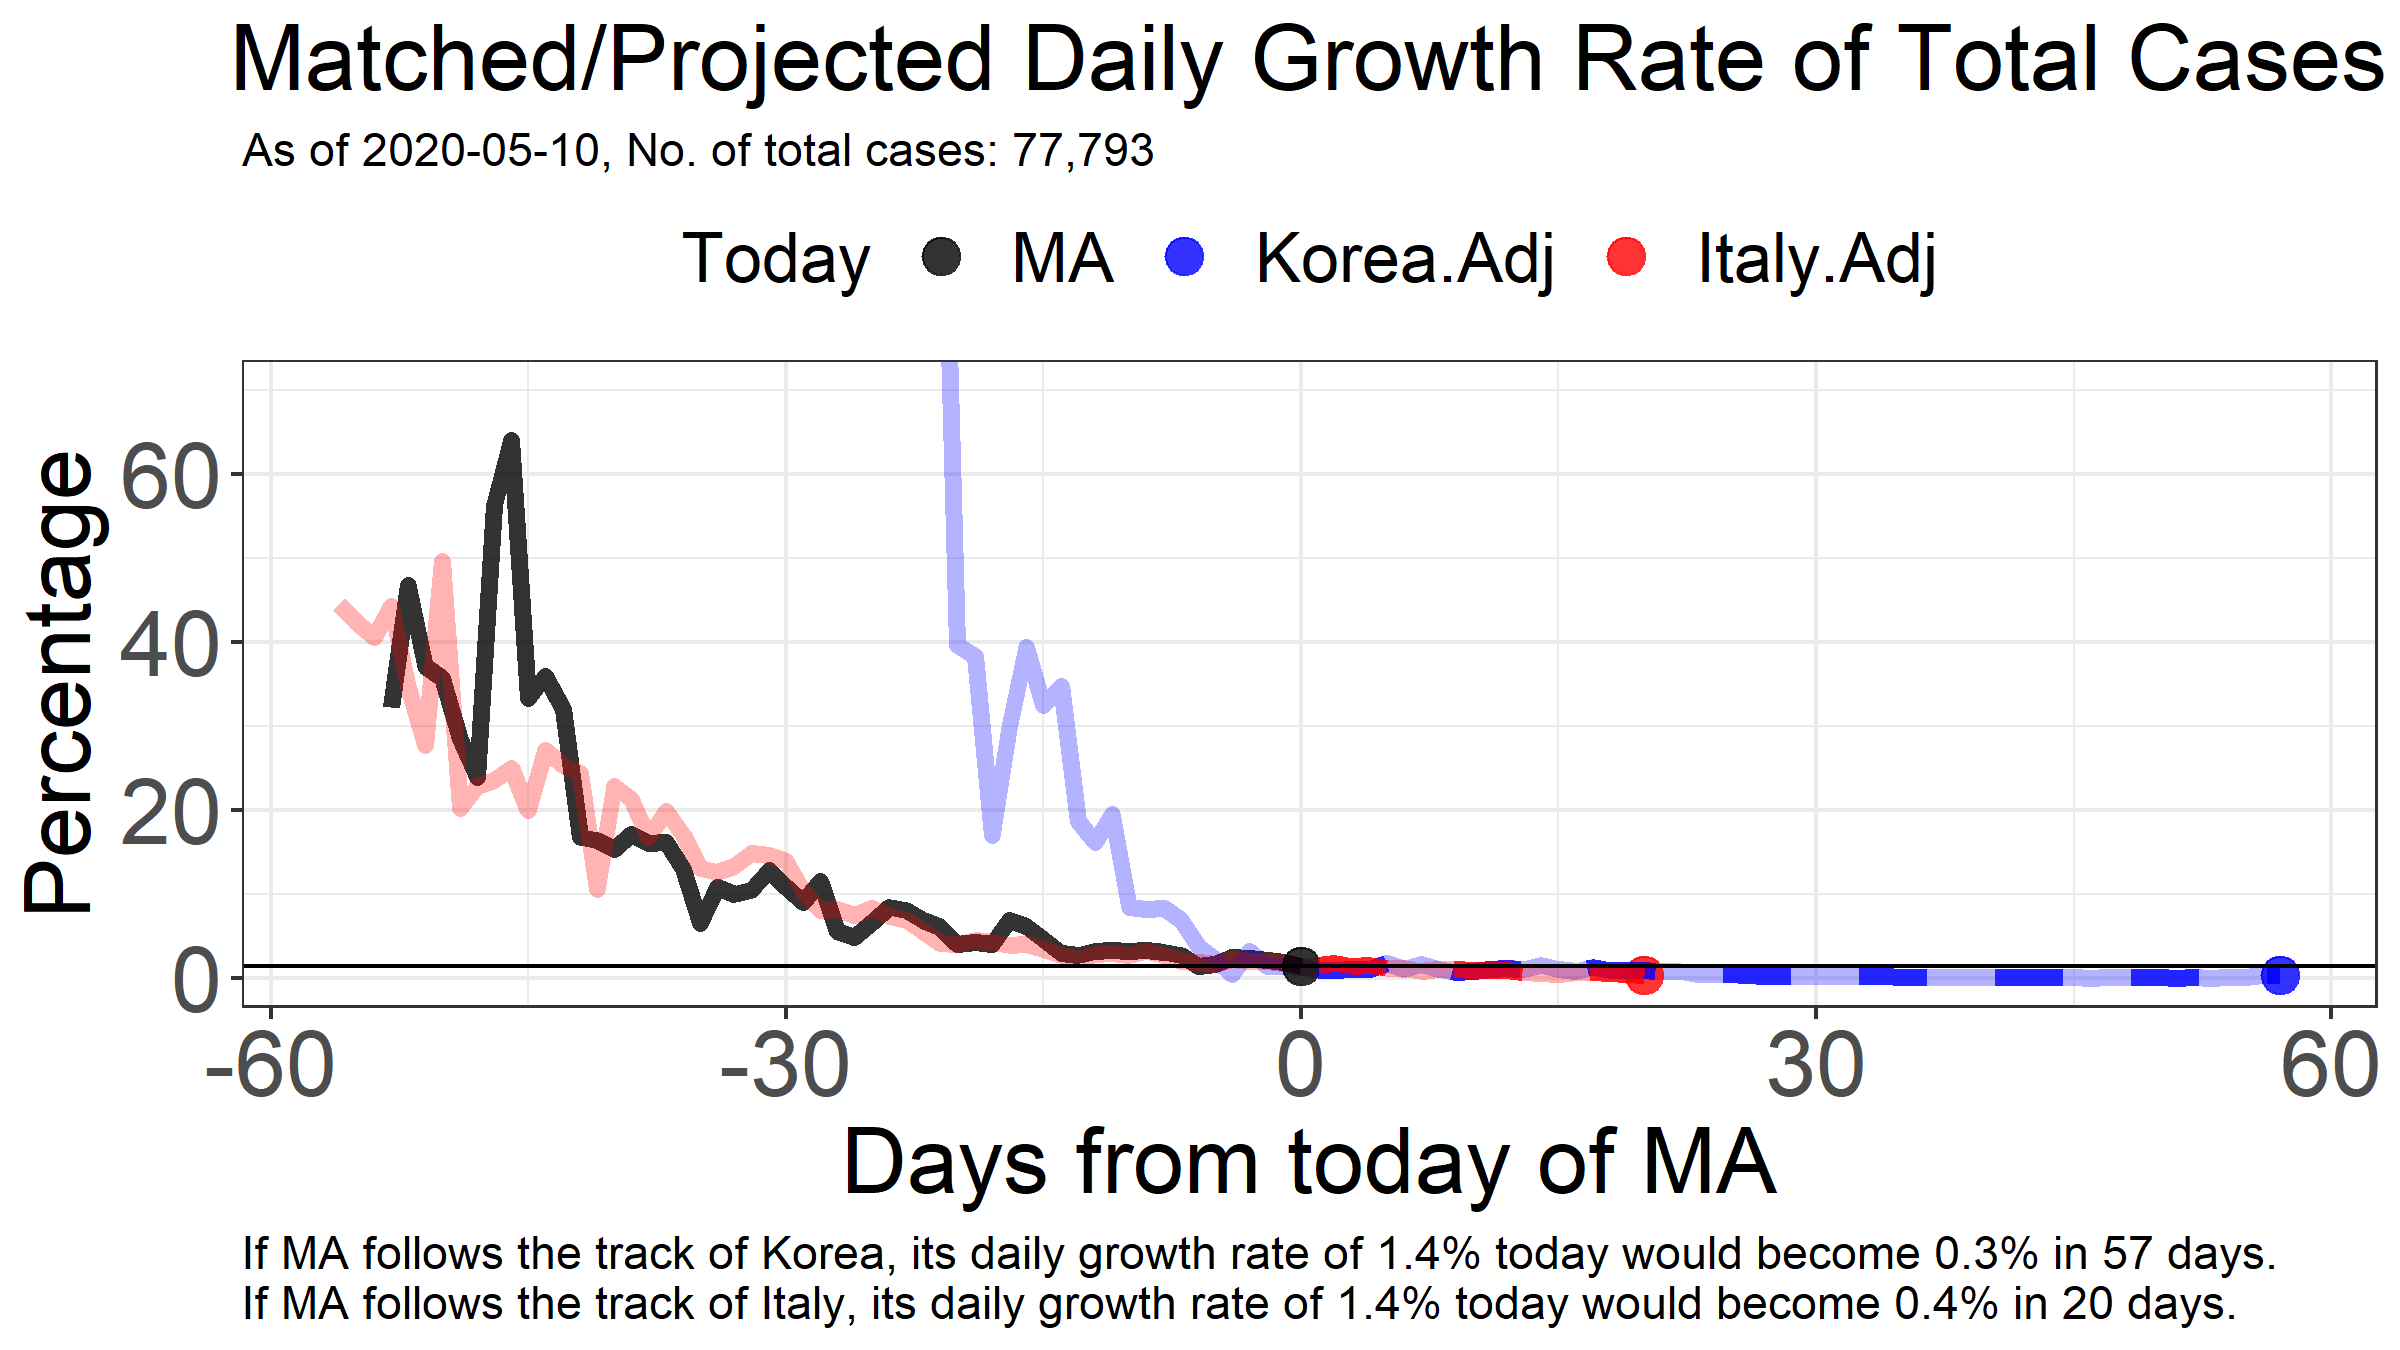 Matched/Projected Daily Growth Rate of Total Cases
As of 2020-05-10, No. of total cases: 77,793
Today MA Korea.Adj Italy.Adj
Percentage
60
40
20
0
-60 -30 0 30 60
Days from today of MA
If MA follows the track of Korea, its daily growth rate of 1.4% today would become 0.3% in 57 days.
If MA follows the track of Italy, its daily growth rate of 1.4% today would become 0.4% in 20 days.